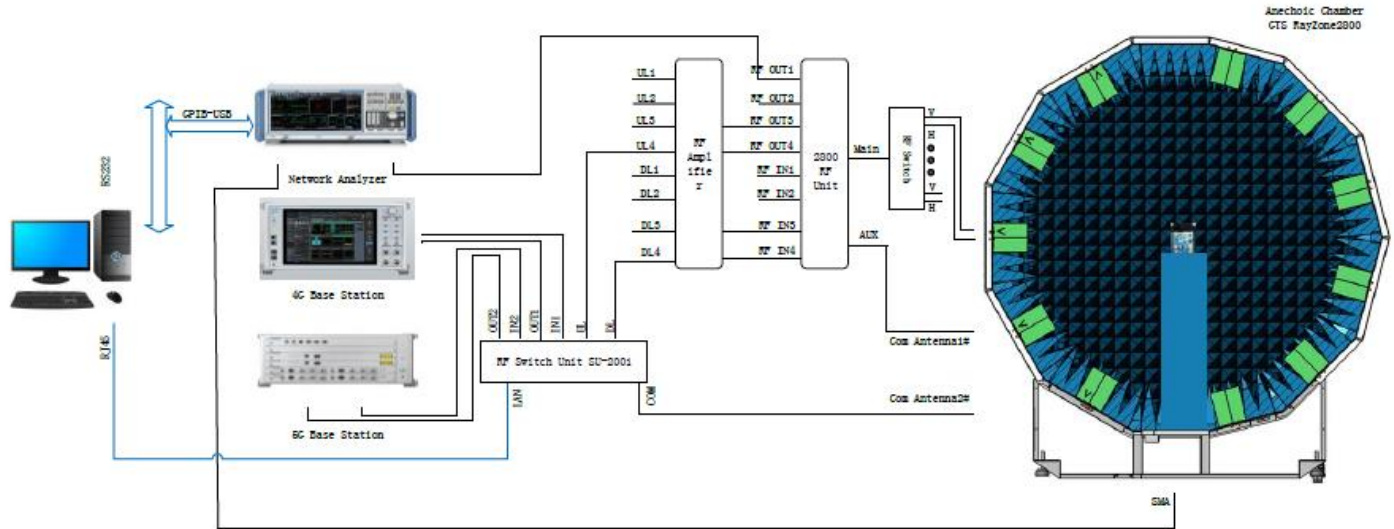 Anechoic Chamber
GTS RayZone2800
GPIB-USB
RS232
Network Analyzer
4G Base Station
5G Base Station
RJ45
OUT2
IN2
OUT1
IN1
UL
DL
RF Switch Unit SU-2001
LAN
COM
UL1
UL2
UL3
UL4
DL1
DL2
DL3
DL4
RF
Ampl
ifie
r
RF OUT1
RF OUT2
RF OUT3
RF OUT4
RF IN1
RF IN2
RF IN3
RF IN4
2800
RF
Unit
Main
AUX
RF Switch
V
H
V
H
Com Antenna1#
Com Antenna2#
SMA
V
V
V
V
V